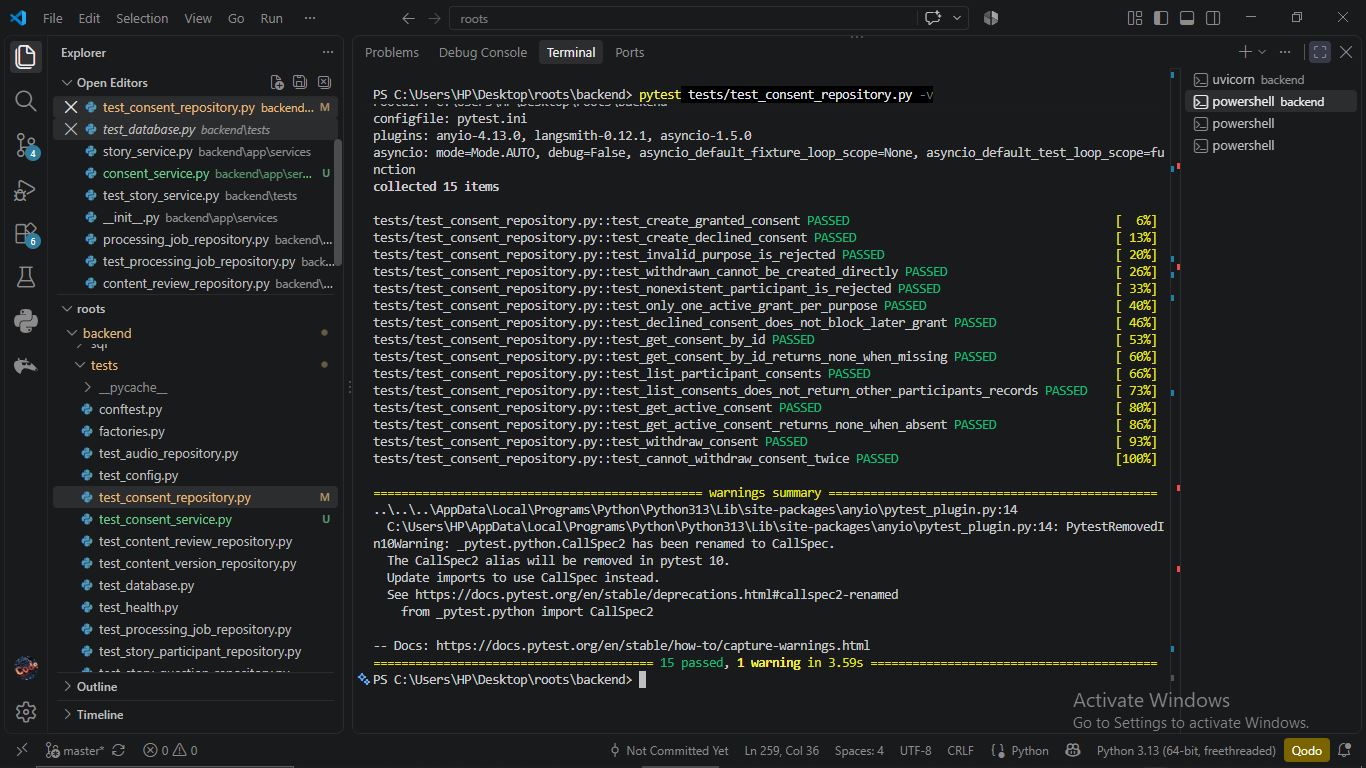 File Edit Selection View Go Run ···
roots
Explorer
Open Editors
test_consent_repository.py backend... M
test_database.py backend\tests
story_service.py backend\app\services
consent_service.py backend\app\ser... U
test_story_service.py backend\tests
__init__.py backend\app\services
processing_job_repository.py backend\...
test_processing_job_repository.py back...
content_review_repository.py backend\...
roots
backend
sql
tests
__pycache__
conftest.py
factories.py
test_audio_repository.py
test_config.py
test_consent_repository.py M
test_consent_service.py U
test_content_review_repository.py
test_content_version_repository.py
test_database.py
test_health.py
test_processing_job_repository.py
test_story_participant_repository.py
Outline
Timeline
4
6
Problems Debug Console Terminal Ports
PS C:\Users\HP\Desktop\roots\backend> pytest tests/test_consent_repository.py -v
configfile: pytest.ini
plugins: anyio-4.13.0, langsmith-0.12.1, asyncio-1.5.0
asyncio: mode=Mode.AUTO, debug=False, asyncio_default_fixture_loop_scope=None, asyncio_default_test_loop_scope=fu
nction
collected 15 items
tests/test_consent_repository.py::test_create_granted_consent PASSED [  6%]
tests/test_consent_repository.py::test_create_declined_consent PASSED [ 13%]
tests/test_consent_repository.py::test_invalid_purpose_is_rejected PASSED [ 20%]
tests/test_consent_repository.py::test_withdrawn_cannot_be_created_directly PASSED [ 26%]
tests/test_consent_repository.py::test_nonexistent_participant_is_rejected PASSED [ 33%]
tests/test_consent_repository.py::test_only_one_active_grant_per_purpose PASSED [ 40%]
tests/test_consent_repository.py::test_declined_consent_does_not_block_later_grant PASSED [ 46%]
tests/test_consent_repository.py::test_get_consent_by_id PASSED [ 53%]
tests/test_consent_repository.py::test_get_consent_by_id_returns_none_when_missing PASSED [ 60%]
tests/test_consent_repository.py::test_list_participant_consents PASSED [ 66%]
tests/test_consent_repository.py::test_list_consents_does_not_return_other_participants_records PASSED [ 73%]
tests/test_consent_repository.py::test_get_active_consent PASSED [ 80%]
tests/test_consent_repository.py::test_get_active_consent_returns_none_when_absent PASSED [ 86%]
tests/test_consent_repository.py::test_withdraw_consent PASSED [ 93%]
tests/test_consent_repository.py::test_cannot_withdraw_consent_twice PASSED [100%]
=============================================== warnings summary ===============================================
..\..\..\AppData\Local\Programs\Python\Python313\Lib\site-packages\anyio\pytest_plugin.py:14
C:\Users\HP\AppData\Local\Programs\Python\Python313\Lib\site-packages\anyio\pytest_plugin.py:14: PytestRemovedI
n10Warning: _pytest.python.CallSpec2 has been renamed to CallSpec.
The CallSpec2 alias will be removed in pytest 10.
Update imports to use CallSpec instead.
See https://docs.pytest.org/en/stable/deprecations.html#callspec2-renamed
from _pytest.python import CallSpec2
-- Docs: https://docs.pytest.org/en/stable/how-to/capture-warnings.html
======================================== 15 passed, 1 warning in 3.59s =========================================
PS C:\Users\HP\Desktop\roots\backend>
uvicorn backend
powershell backend
powershell
powershell
Activate Windows
Go to Settings to activate Windows.
master* 0 0 Not Committed Yet Ln 259, Col 36 Spaces: 4 UTF-8 CRLF Python Python 3.13 (64-bit, freethreaded) Qodo